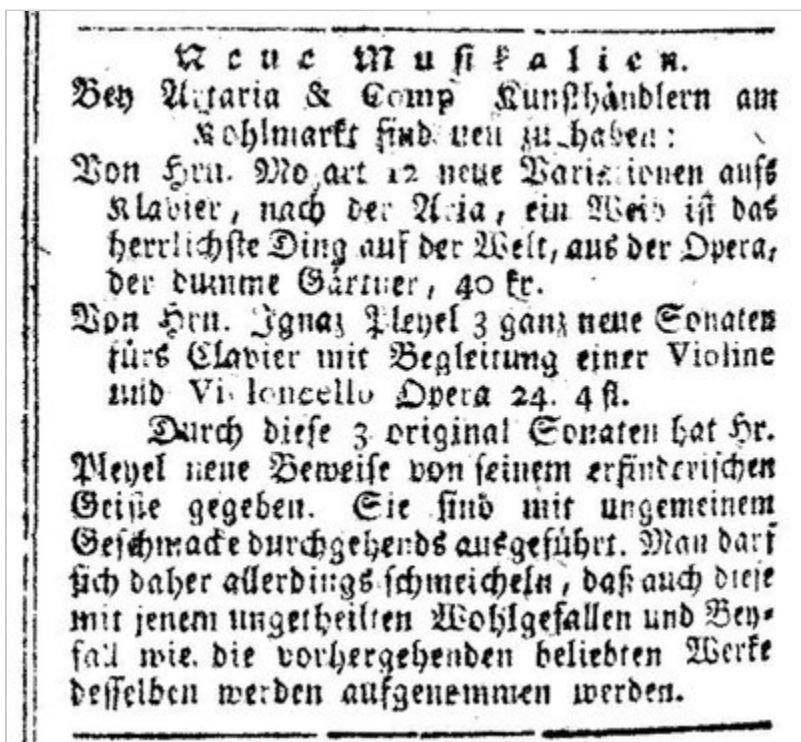 Neue Musikalien.
Bey Artaria & Comp Kunsthändlern am
Kohlmarkt sind neu zu haben:
Von Hrn. Mozart 12 neue Variationen aufs
Klavier, nach der Aria, ein Weib ist das
herrlichste Ding auf der Welt, aus der Opera,
der dumme Gärtner, 40 kr.
Von Hrn. Ignaz Pleyel 3 ganz neue Sonaten
fürs Clavier mit Begleitung einer Violine
und Violoncello Opera 24. 4 fl.
Durch diese 3 original Sonaten hat Hr.
Pleyel neue Beweise von seinem erfinderischen
Geiste gegeben. Sie sind mit ungemeinem
Geschmacke durchgehends ausgeführt. Man darf
sich daher allerdings schmeicheln, daß auch diese
mit jenem ungetheilten Wohlgefallen und Bey-
fall wie die vorhergehenden beliebten Werke
desselben werden aufgenommen werden.